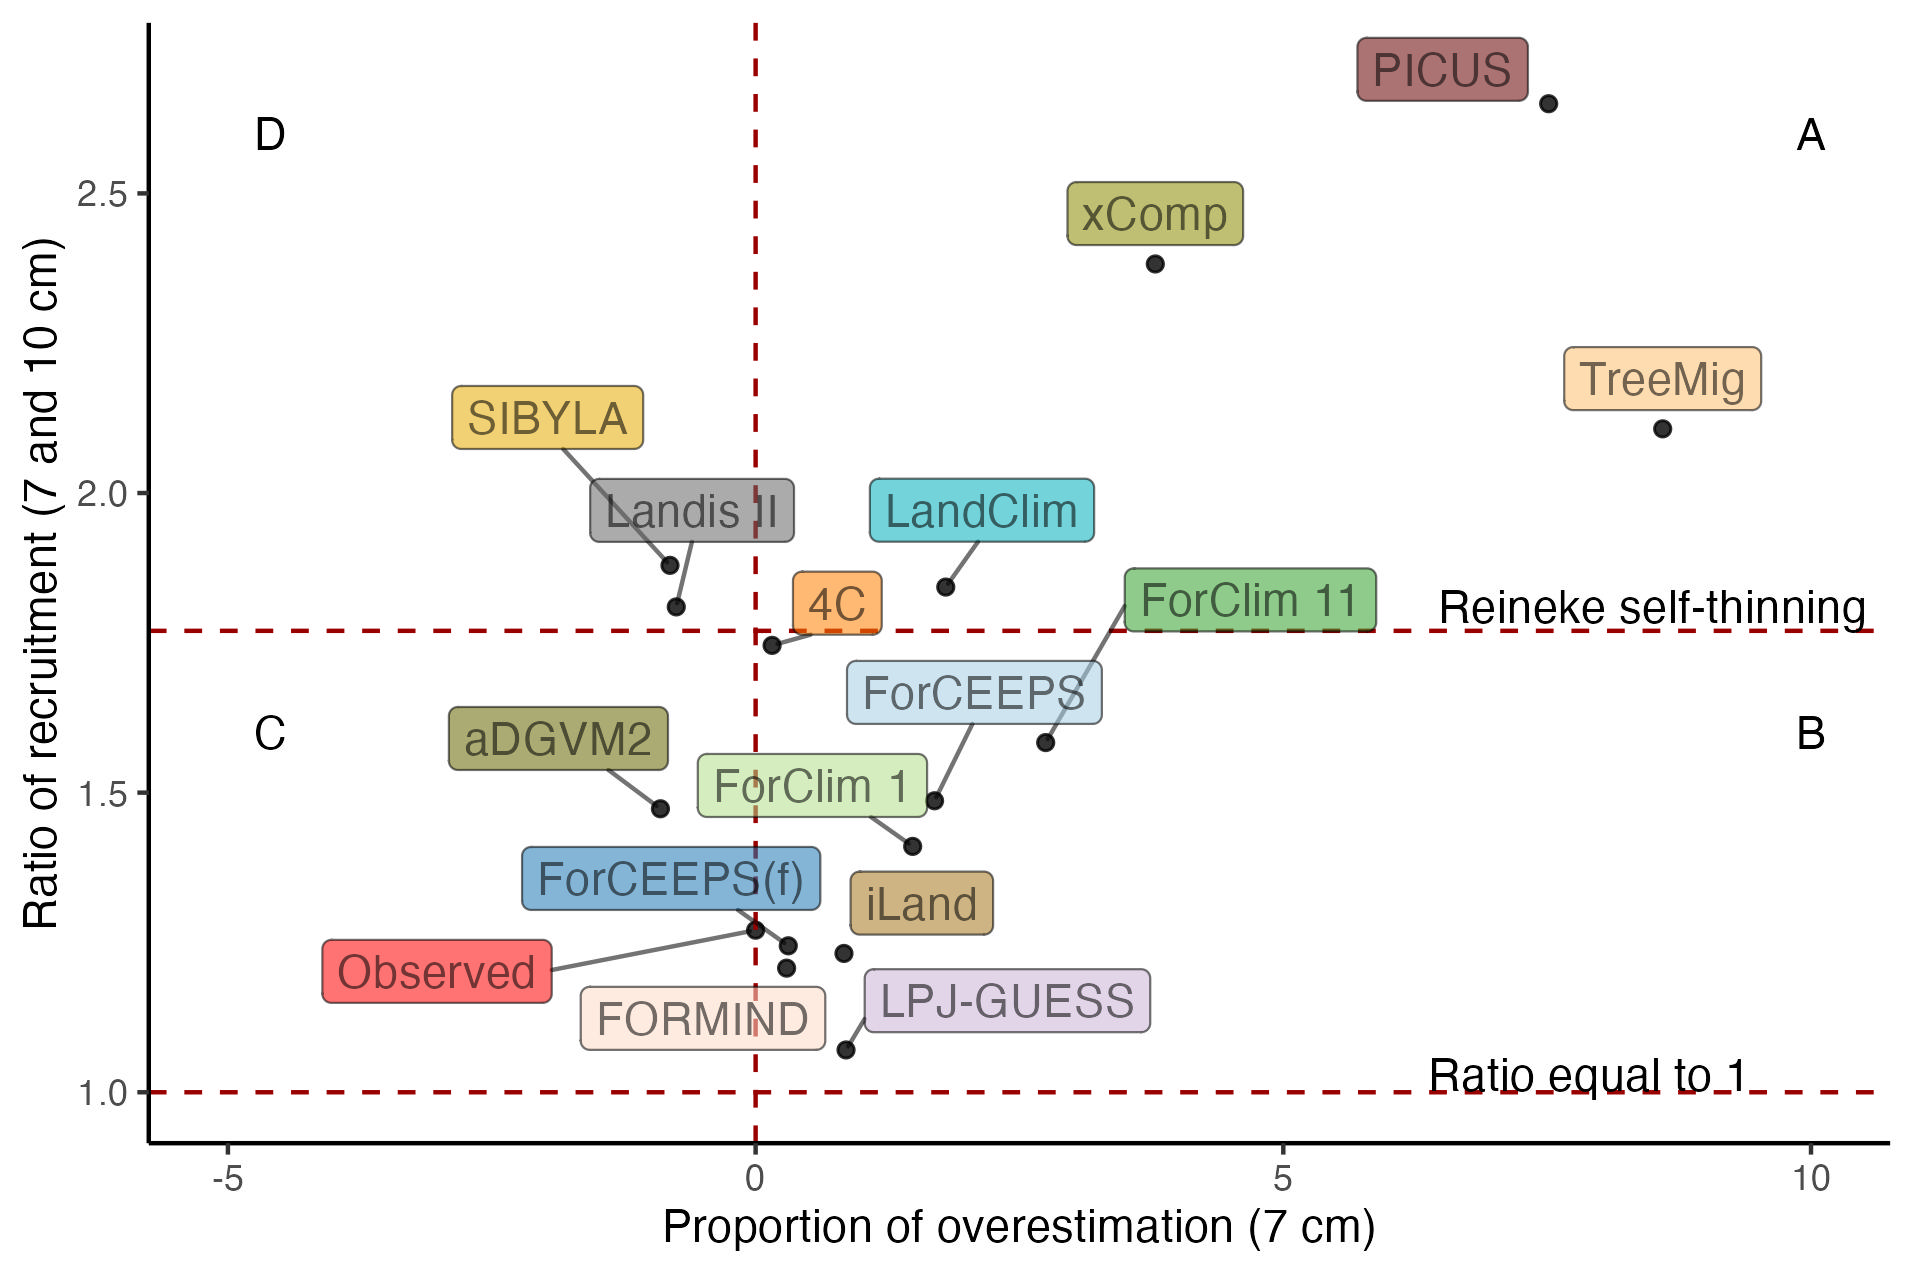 PICUS
D
A
2.5
xComp
TreeMig
SIBYLA
2.0
Landis II
LandClim
4C
ForClim 11
Reineke self-thinning
ForCEEPS
C
aDGVM2
B
1.5
ForClim 1
ForCEEPS(f)
iLand
Observed
FORMIND
LPJ-GUESS
Ratio equal to 1
1.0
-5
0
5
10
Proportion of overestimation (7 cm)
Ratio of recruitment (7 and 10 cm)